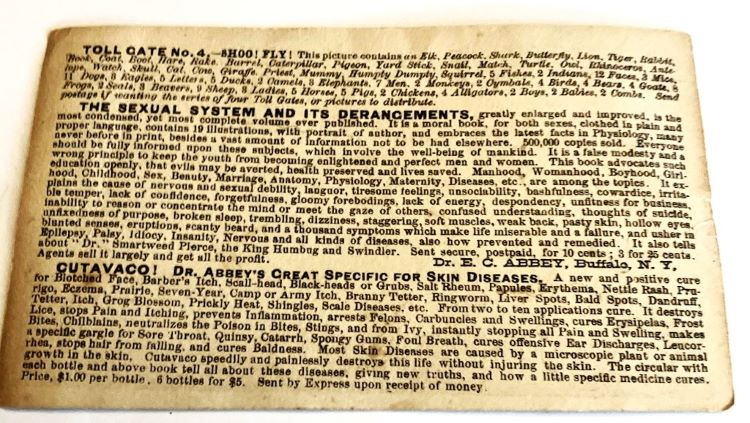 TOLL GATE No. 4.—SHOO! FLY! This picture contains an Elk, Peacock, Shark, Butterfly, Lion, Tiger, Rabbit,
Book, Coat, Boot, Hare, Rake, Barrel, Caterpillar, Pigeon, Yard Stick, Snail, Match, Turtle, Owl, Rhinoceros, Ante-
lope, Watch, Skull, Cat, Cow, Giraffe, Priest, Mummy, Humpty Dumpty, Squirrel, 5 Fishes, 2 Indians, 12 Faces, 3 Mice,
11 Dogs, 3 Eagles, 5 Letters, 5 Ducks, 2 Camels, 3 Elephants, 7 Men, 2 Monkeys, 2 Cymbals, 4 Birds, 4 Bears, 4 Goats, 8
Frogs, 2 Seals, 3 Beavers, 9 Sheep, 3 Ladies, 5 Horses, 3 Pigs, 2 Chickens, 4 Alligators, 2 Boys, 2 Babies, 2 Combs. Send
postage if wanting the series of four Toll Gates, or pictures to distribute.
THE SEXUAL SYSTEM AND ITS DERANCEMENTS, greatly enlarged and improved, is the
most condensed, yet most complete volume ever published. It is a moral book, for both sexes, clothed in plain and
proper language, contains 19 illustrations, with portrait of author, and embraces the latest facts in Physiology, many
never before in print, besides a vast amount of information not to be had elsewhere. 500,000 copies sold. Everyone
should be fully informed upon these subjects, which involve the well-being of mankind. It is a false modesty and a
wrong principle to keep the youth from becoming enlightened and perfect men and women. This book advocates such
education openly, that evils may be averted, health preserved and lives saved. Manhood, Womanhood, Boyhood, Girl-
hood, Childhood, Sex, Beauty, Marriage, Anatomy, Physiology, Maternity, Diseases, etc., are among the topics. It ex-
plains the cause of nervous and sexual debility, languor, tiresome feelings, unsociability, bashfulness, cowardice, irrita-
ble temper, lack of confidence, forgetfulness, gloomy forebodings, lack of energy, despondency, unfitness for business,
inability to reason or concentrate the mind or meet the gaze of others, confused understanding, thoughts of suicide,
unfixedness of purpose, broken sleep, trembling, dizziness, staggering, soft muscles, weak back, pasty skin, hollow eyes,
blunted senses, eruptions, scanty beard, and a thousand symptoms which make life miserable and a failure, and usher in
Epilepsy, Palsy, Idiocy, Insanity, Nervous and all kinds of diseases, also how prevented and remedied. It also tells
about "Dr." Smartweed Pierce, the King Humbug and Swindler. Sent secure, postpaid, for 10 cents; 3 for 25 cents.
Agents sell it largely and get all the profit. Dr. E. C. ABBEY, Buffalo, N. Y.
CUTAVACO! DR. ABBEY'S GREAT SPECIFIC FOR SKIN DISEASES. A new and positive cure
for Blotched Face, Barber's Itch, Scall-head, Black-heads or Grubs, Salt Rheum, Papules, Erythema, Nettle Rash, Pru-
rigo, Eczema, Prairie, Seven-Year, Camp or Army Itch, Branny Tetter, Ringworm, Liver Spots, Bald Spots, Dandruff,
Tetter, Itch, Grog Blossom, Prickly Heat, Shingles, Scale Diseases, etc. From two to ten applications cure. It destroys
Lice, stops Pain and Itching, prevents Inflammation, arrests Felons, Carbuncles and Swellings, cures Erysipelas, Frost
Bites, Chilblains, neutralizes the Poison in Bites, Stings, and from Ivy, instantly stopping all Pain and Swelling, makes
a specific gargle for Sore Throat, Quinsy, Catarrh, Spongy Gums, Foul Breath, cures offensive Ear Discharges, Leucor-
rhea, stops hair from falling, and cures Baldness. Most Skin Diseases are caused by a microscopic plant or animal
growth in the skin. Cutavaco speedily and painlessly destroys this life without injuring the skin. The circular with
each bottle and above book tell all about these diseases, giving new truths, and how a little specific medicine cures.
Price, $1.00 per bottle, 6 bottles for $5. Sent by Express upon receipt of money.